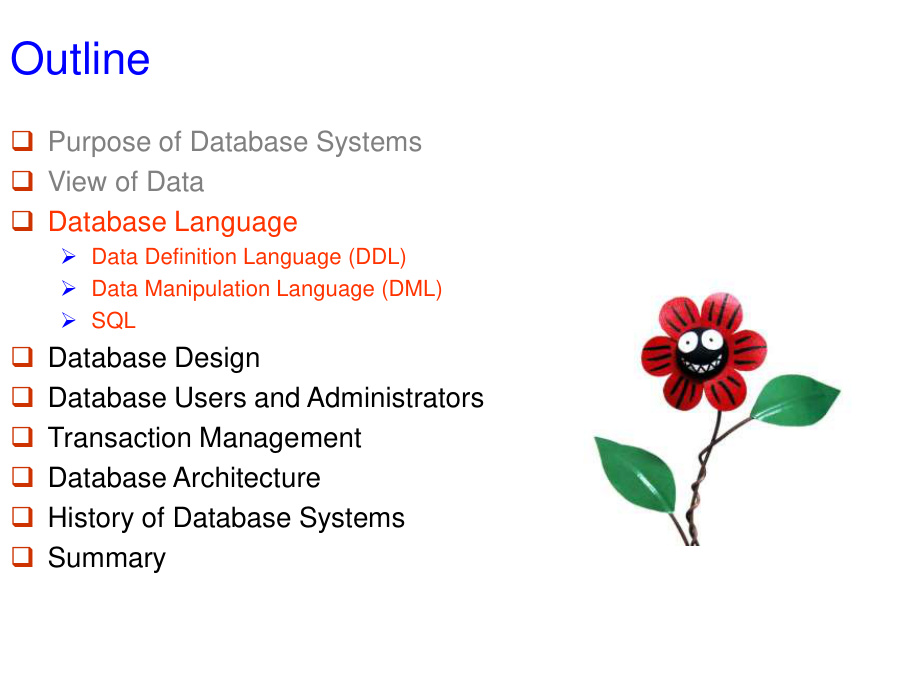 Outline
Purpose of Database Systems
View of Data
Database Language
Data Definition Language (DDL)
Data Manipulation Language (DML)
SQL
Database Design
Database Users and Administrators
Transaction Management
Database Architecture
History of Database Systems
Summary